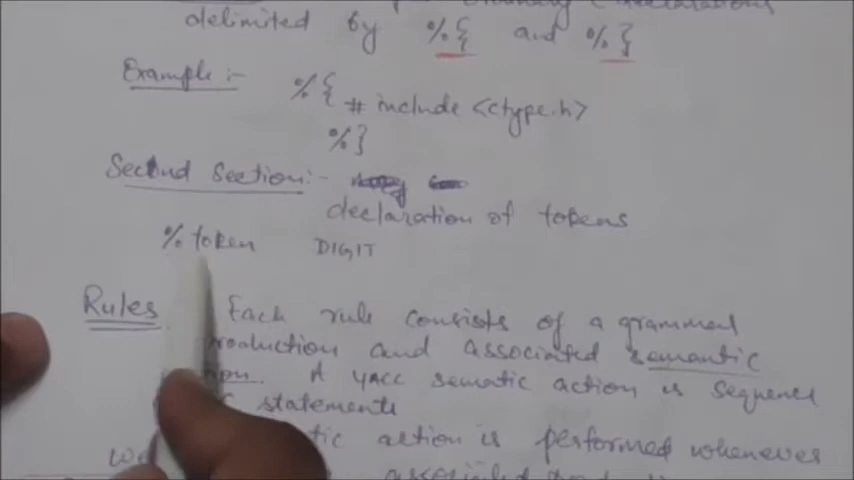 delimited by %{ and %}
Example :-
%{
# include <ctype.h>
%}
Second Section :-
declaration of tokens
% token DIGIT
Rules Each rule consists of a grammer
production and associated semantic
A yacc sematic action is sequence
statements
action is performed whenever